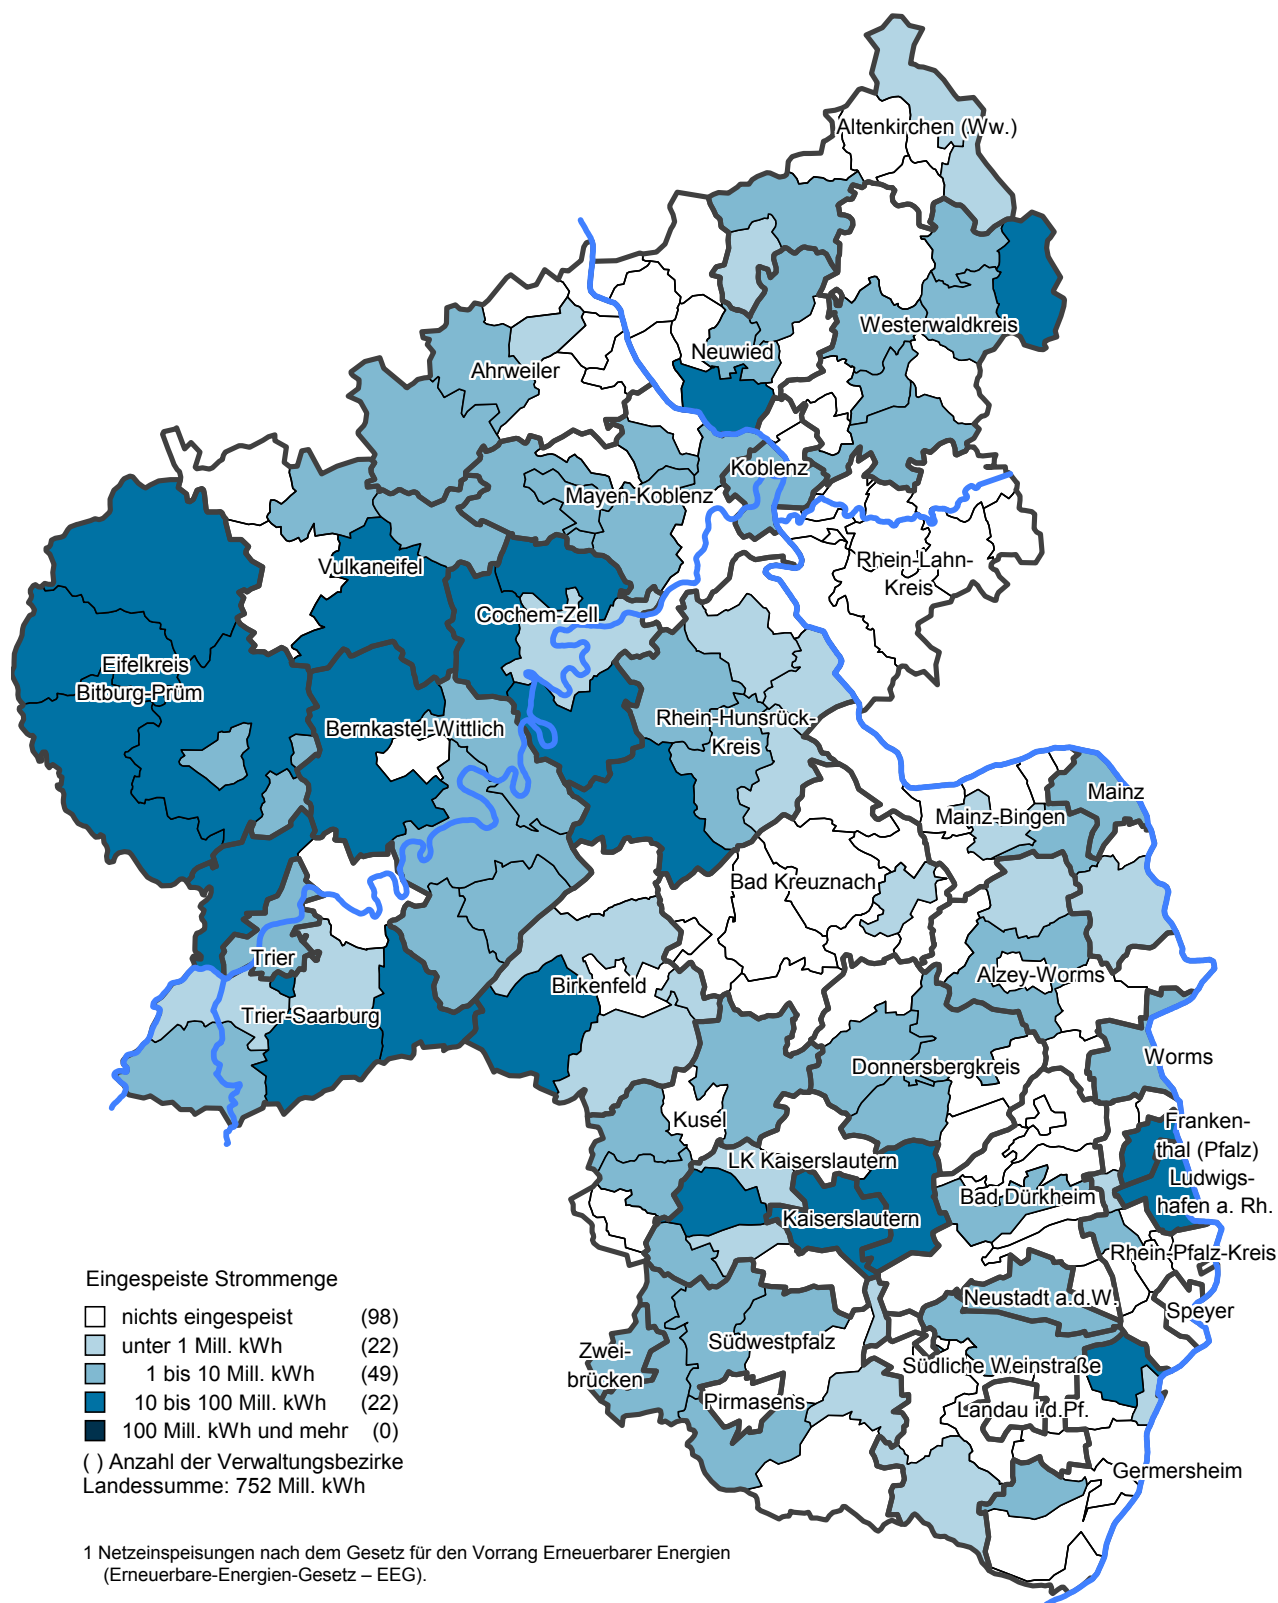 Altenkirchen (Ww.)
Westerwaldkreis
Neuwied
Ahrweiler
Koblenz
Mayen-Koblenz
Rhein-Lahn-
Kreis
Vulkaneifel
Cochem-Zell
Eifelkreis
Bitburg-Prüm
Bernkastel-Wittlich
Rhein-Hunsrück-
Kreis
Mainz
Mainz-Bingen
Bad Kreuznach
Trier
Alzey-Worms
Birkenfeld
Trier-Saarburg
Worms
Donnersbergkreis
Kusel
Franken-
thal (Pfalz)
LK Kaiserslautern
Ludwigs-
hafen a. Rh.
Bad Dürkheim
Kaiserslautern
Rhein-Pfalz-Kreis
Neustadt a.d.W.
Speyer
Südwestpfalz
Zwei-
brücken
Südliche Weinstraße
Pirmasens
Landau i.d.Pf.
Germersheim
Eingespeiste Strommenge
nichts eingespeist (98)
unter 1 Mill. kWh (22)
1 bis 10 Mill. kWh (49)
10 bis 100 Mill. kWh (22)
100 Mill. kWh und mehr (0)
( ) Anzahl der Verwaltungsbezirke
Landessumme: 752 Mill. kWh
1 Netzeinspeisungen nach dem Gesetz für den Vorrang Erneuerbarer Energien
(Erneuerbare-Energien-Gesetz – EEG).